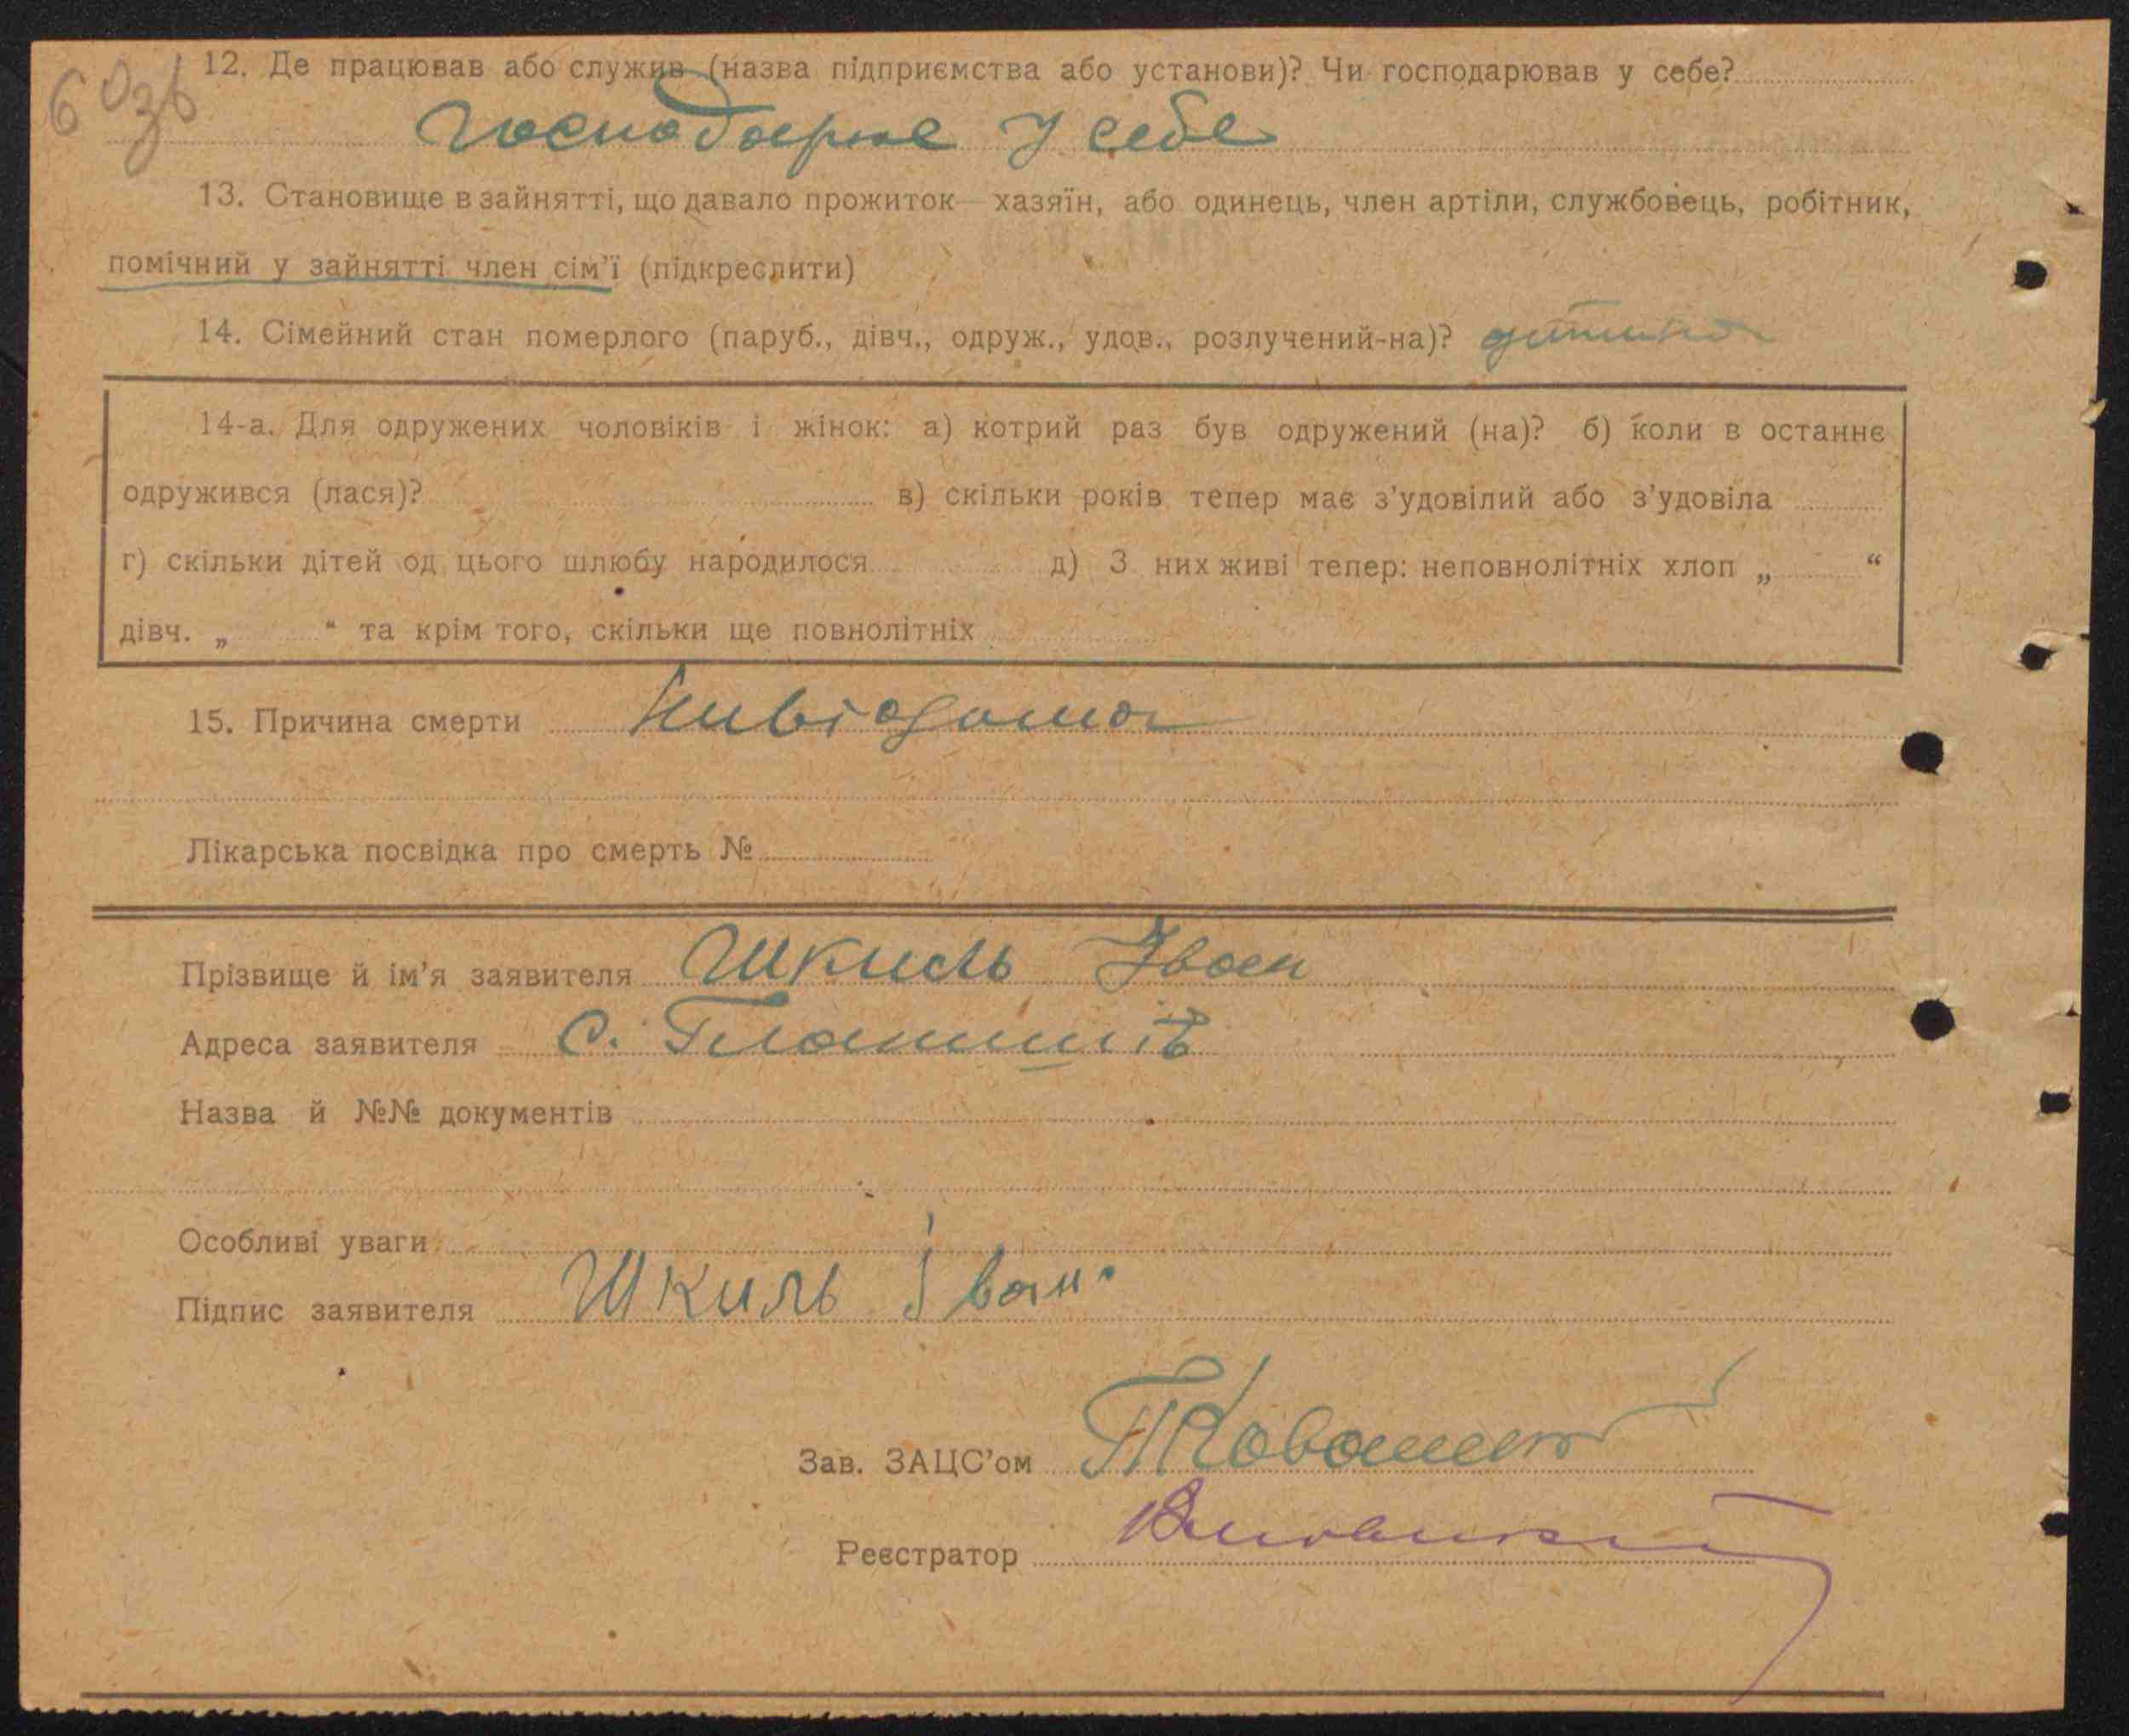 6 Озб
12. Де працював або служив (назва підприємства або установи)? Чи господарював у себе?
Господарює у себе
13. Становище в зайнятті, що давало прожиток — хазяїн, або одинець, член артіли, службовець, робітник,
помічний у зайнятті член сім'ї (підкреслити)
14. Сімейний стан померлого (паруб., дівч., одруж., удов., розлучений-на)? дитина
14-а. Для одружених чоловіків і жінок: а) котрий раз був одружений (на)? б) коли в останнє
одружився (лася)? в) скільки років тепер має з'удовілий або з'удовіла
г) скільки дітей од цього шлюбу народилося д) З них живі тепер: неповнолітніх хлоп „ “
дівч. „ “ та крім того, скільки ще повнолітніх
15. Причина смерти Нивідома
Лікарська посвідка про смерть №
Прізвище й ім'я заявителя Шкиль Іван
Адреса заявителя с.
Назва й №№ документів
Особливі уваги
Підпис заявителя Шкиль Іван
Зав. ЗАЦС'ом
Реєстратор